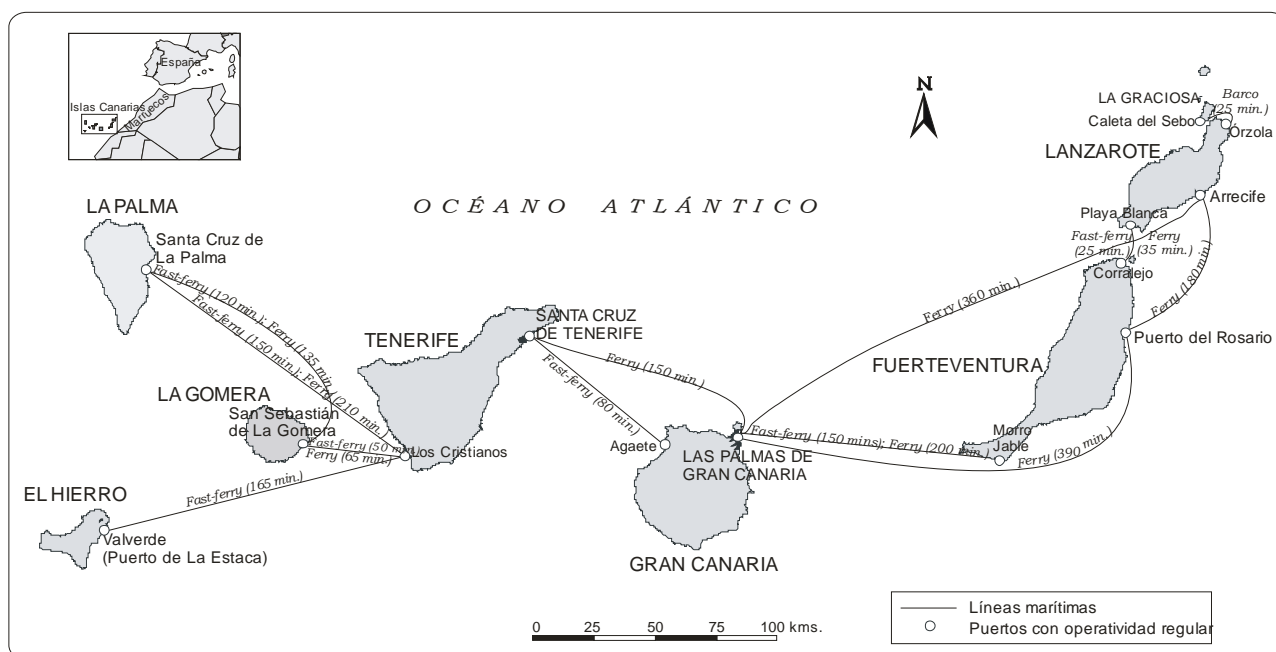 España
Islas Canarias
Marruecos
N
OCÉANO ATLÁNTICO
LA GRACIOSA
Barco
(25 min.)
Caleta del Sebo
Órzola
LANZAROTE
Arrecife
Playa Blanca
Fast-ferry
(25 min.)
Ferry
(35 min.)
Corralejo
Ferry (180min.)
Ferry (360 min.)
Puerto del Rosario
FUERTEVENTURA
Morro
Jable
Ferry (390 min.)
LA PALMA
Santa Cruz de
La Palma
Fast-ferry (120 min.); Ferry (135 min.)
Fast-ferry (150 min.); Ferry (210 min.)
TENERIFE
SANTA CRUZ
DE TENERIFE
Ferry (150 min.)
Fast-ferry (80 min.)
LA GOMERA
San Sebastián
de La Gomera
Fast-ferry (50 min.)
Ferry (65 min.)
Los Cristianos
Agaete
Fast-ferry (150 mins); Ferry (200 min.)
LAS PALMAS DE
GRAN CANARIA
Fast-ferry (165 min.)
EL HIERRO
Valverde
(Puerto de La Estaca)
GRAN CANARIA
0 25 50 75 100 kms.
Líneas marítimas
Puertos con operatividad regular